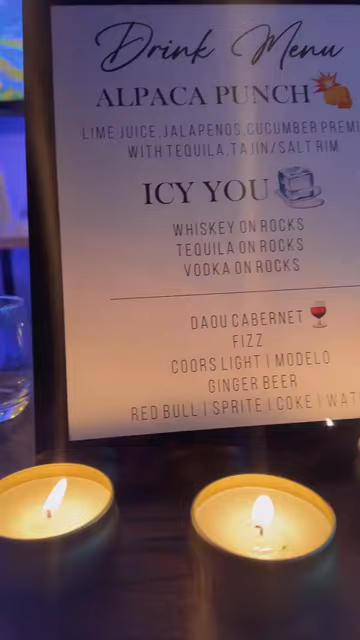 Drink Menu
ALPACA PUNCH
LIME JUICE, JALAPENOS, CUCUMBER PREMI
WITH TEQUILA, TAJIN/SALT RIM
ICY YOU
WHISKEY ON ROCKS
TEQUILA ON ROCKS
VODKA ON ROCKS
DAOU CABERNET
FIZZ
COORS LIGHT | MODELO
GINGER BEER
RED BULL | SPRITE | COKE | WAT